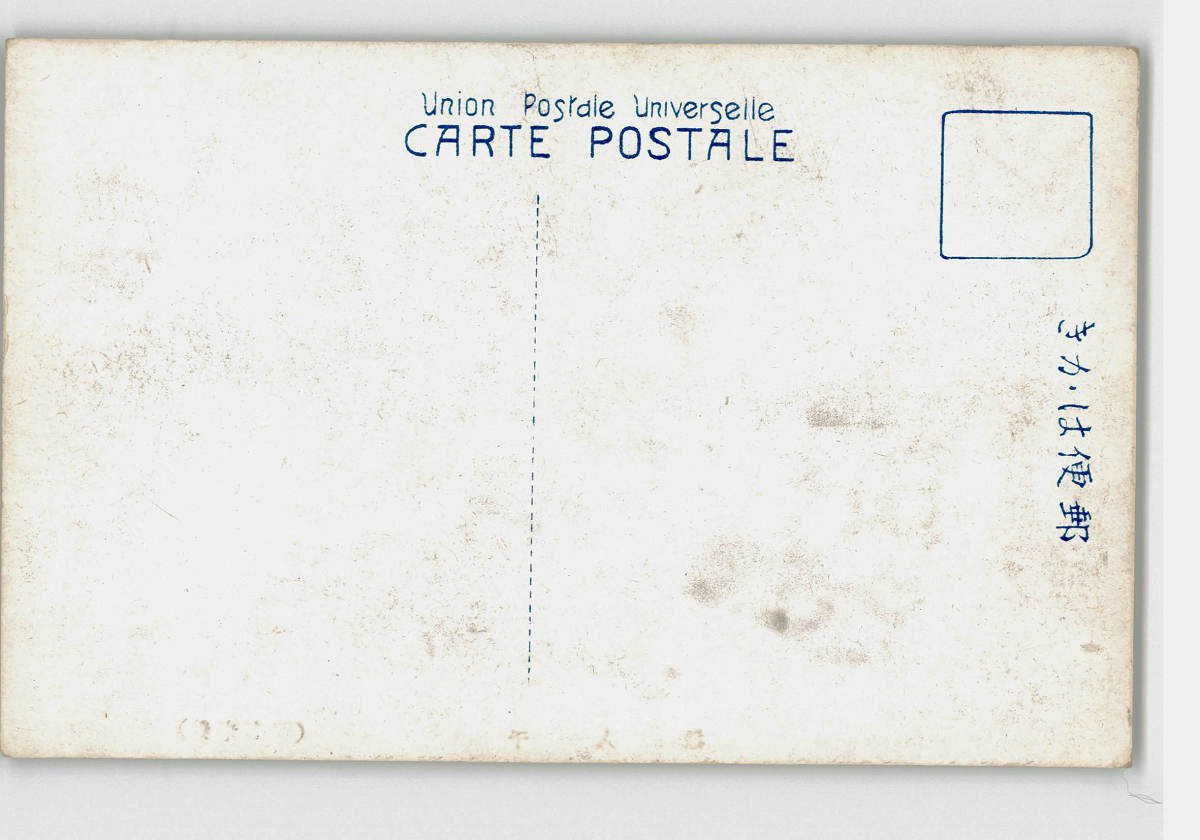 Union Postale Universelle
CARTE POSTALE
郵便はがき